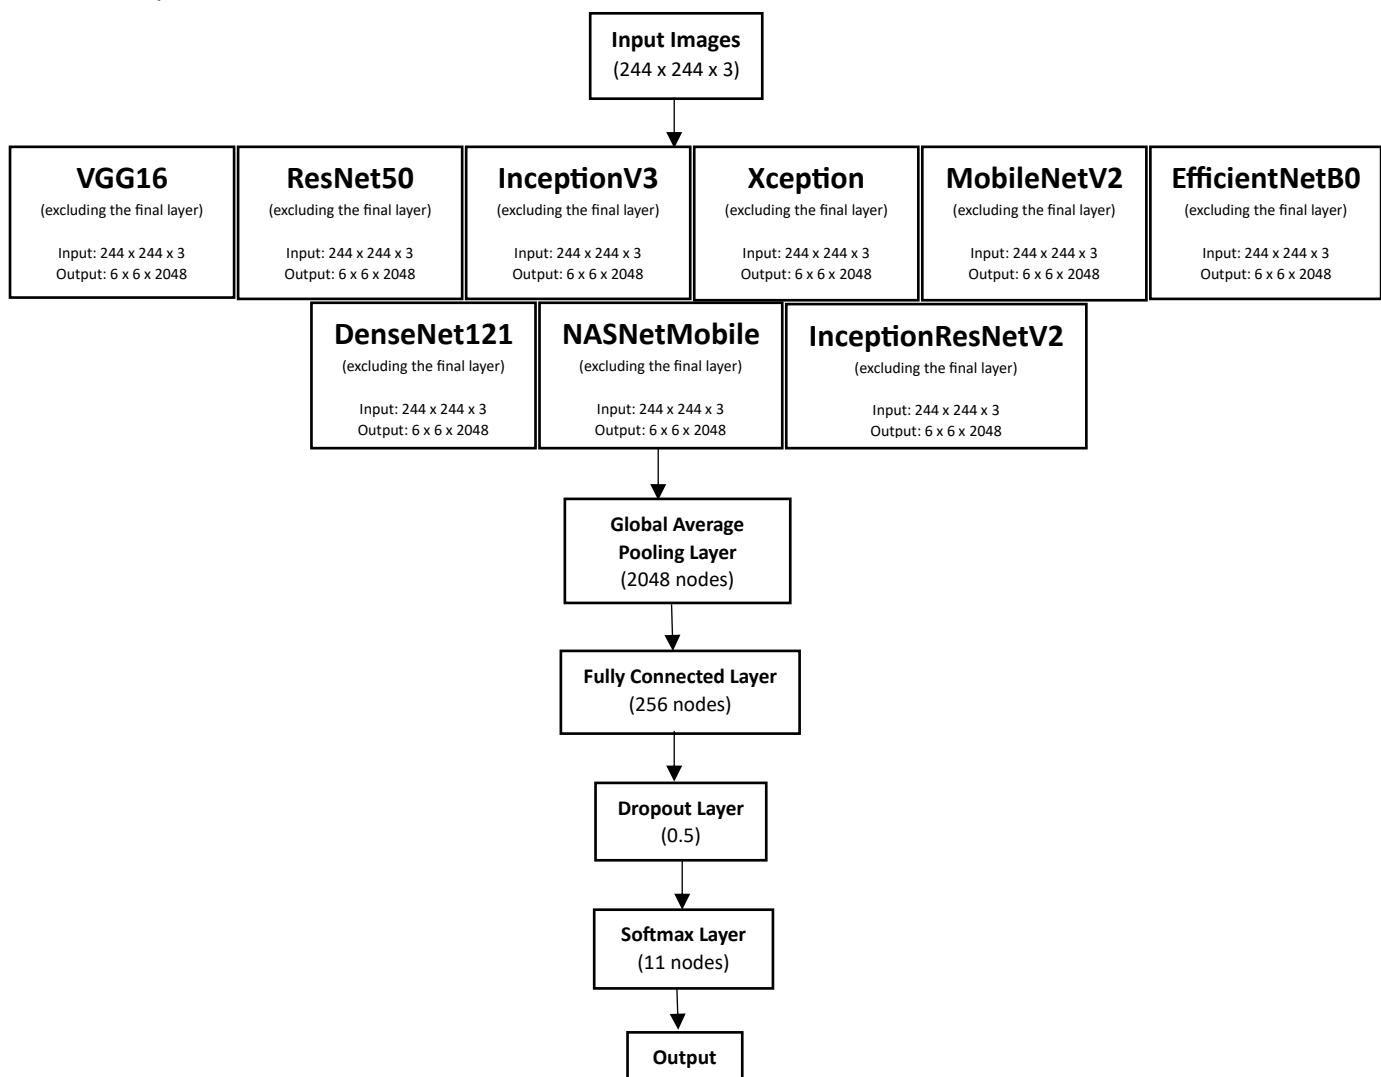 Input Images
(244 x 244 x 3)
VGG16
(excluding the final layer)
Input: 244 x 244 x 3
Output: 6 x 6 x 2048
ResNet50
(excluding the final layer)
Input: 244 x 244 x 3
Output: 6 x 6 x 2048
InceptionV3
(excluding the final layer)
Input: 244 x 244 x 3
Output: 6 x 6 x 2048
Xception
(excluding the final layer)
Input: 244 x 244 x 3
Output: 6 x 6 x 2048
MobileNetV2
(excluding the final layer)
Input: 244 x 244 x 3
Output: 6 x 6 x 2048
EfficientNetB0
(excluding the final layer)
Input: 244 x 244 x 3
Output: 6 x 6 x 2048
DenseNet121
(excluding the final layer)
Input: 244 x 244 x 3
Output: 6 x 6 x 2048
NASNetMobile
(excluding the final layer)
Input: 244 x 244 x 3
Output: 6 x 6 x 2048
InceptionResNetV2
(excluding the final layer)
Input: 244 x 244 x 3
Output: 6 x 6 x 2048
Global Average
Pooling Layer
(2048 nodes)
Fully Connected Layer
(256 nodes)
Dropout Layer
(0.5)
Softmax Layer
(11 nodes)
Output